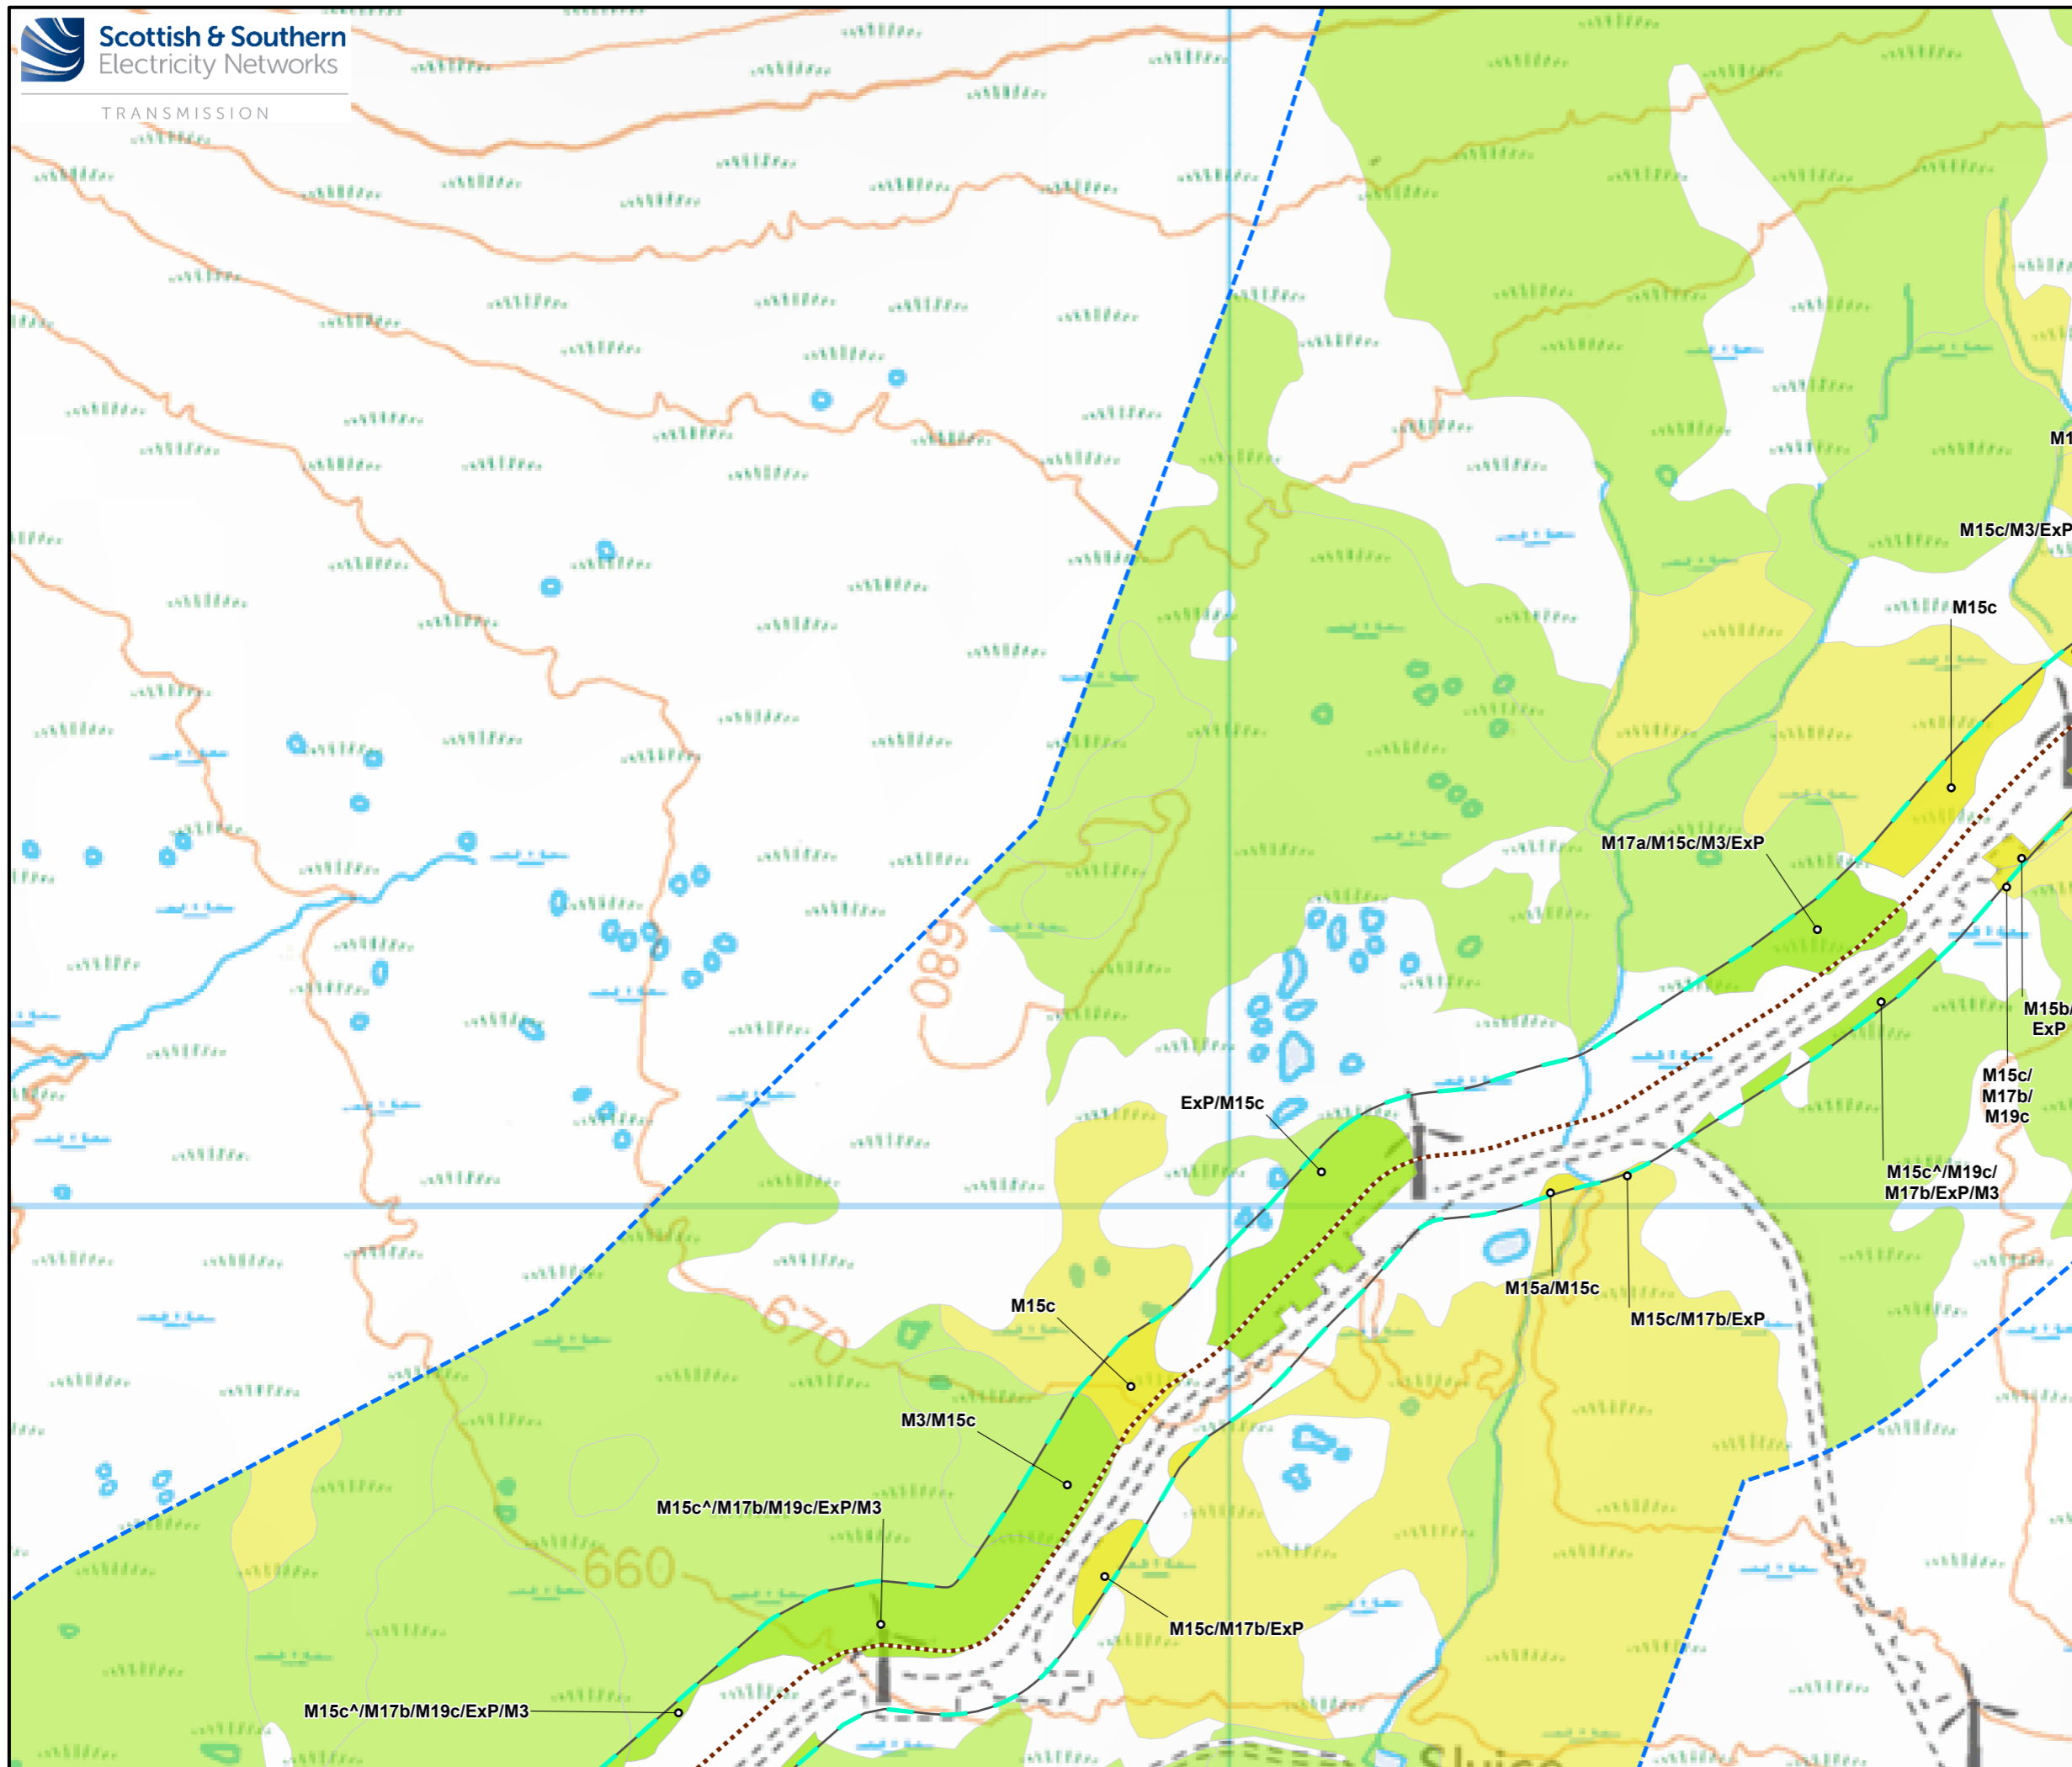 Scottish & Southern
Electricity Networks
TRANSMISSION
M15c/M3/ExP
M15c
M17a/M15c/M3/ExP
680
M15b/
ExP
M15c/
M17b/
M19c
ExP/M15c
M15c^/M19c/
M17b/ExP/M3
M15a/M15c
M15c
M15c/M17b/ExP
670
M3/M15c
M15c^/M17b/M19c/ExP/M3
660
M15c/M17b/ExP
M15c^/M17b/M19c/ExP/M3